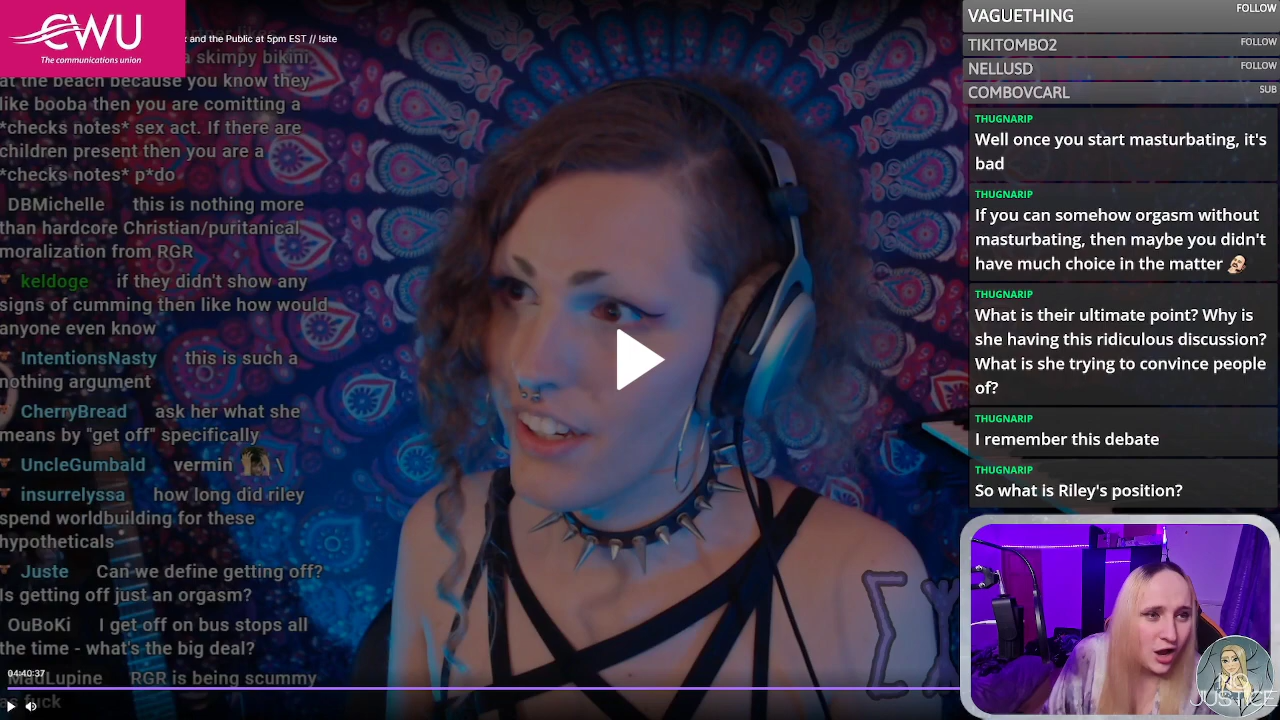 CWU
The communications union
x and the Public at 5pm EST // !site
a skimpy bikini
at the beach because you know they
like booba then you are comitting a
*checks notes* sex act. If there are
children present then you are a
*checks notes* p*do
DBMichelle this is nothing more
than hardcore Christian/puritanical
moralization from RGR
keldoge if they didn't show any
signs of cumming then like how would
anyone even know
IntentionsNasty this is such a
nothing argument
CherryBread ask her what she
means by "get off" specifically
UncleGumbald vermin \
insurrelyssa how long did riley
spend worldbuilding for these
hypotheticals
Juste Can we define getting off?
Is getting off just an orgasm?
OuBoKi I get off on bus stops all
the time - what's the big deal?
MadLupine RGR is being scummy
as fuck
04:40:37
VAGUETHING FOLLOW
TIKITOMBO2 FOLLOW
NELLUSD FOLLOW
COMBOVCARL SUB
THUGNARIP
Well once you start masturbating, it's
bad
THUGNARIP
If you can somehow orgasm without
masturbating, then maybe you didn't
have much choice in the matter
THUGNARIP
What is their ultimate point? Why is
she having this ridiculous discussion?
What is she trying to convince people
of?
THUGNARIP
I remember this debate
THUGNARIP
So what is Riley's position?
JUSTICE